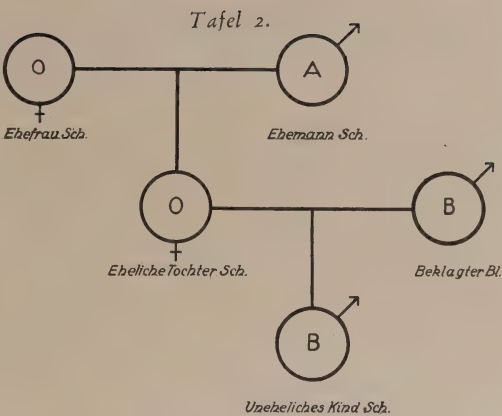 Tafel 2.
O
A
Ehefrau Sch.
Ehemann Sch.
O
B
Eheliche Tochter Sch.
Beklagter Bl.
B
Uneheliches Kind Sch.